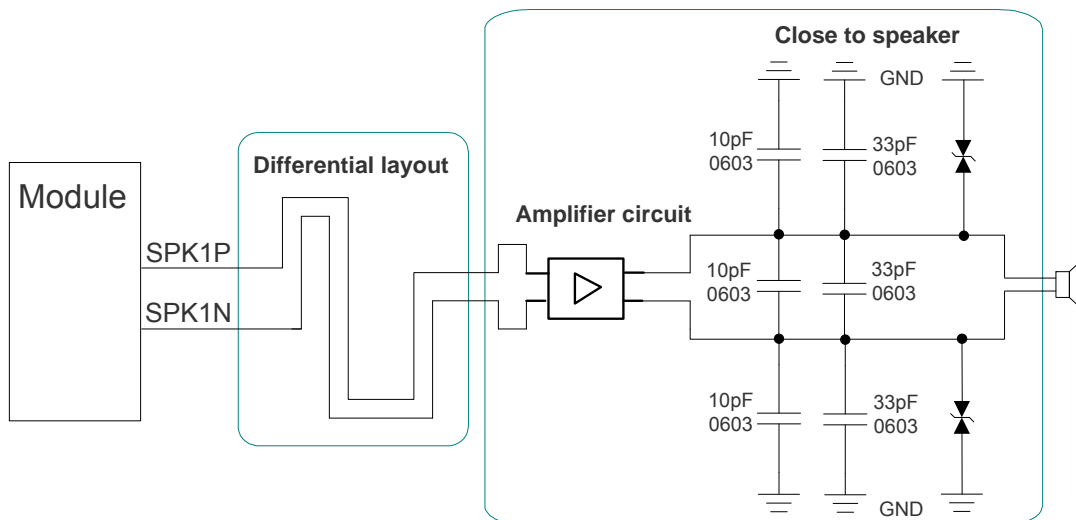 Close to speaker
GND
10pF
0603
33pF
0603
Differential layout
Module
Amplifier circuit
SPK1P
10pF
0603
33pF
0603
SPK1N
10pF
0603
33pF
0603
GND